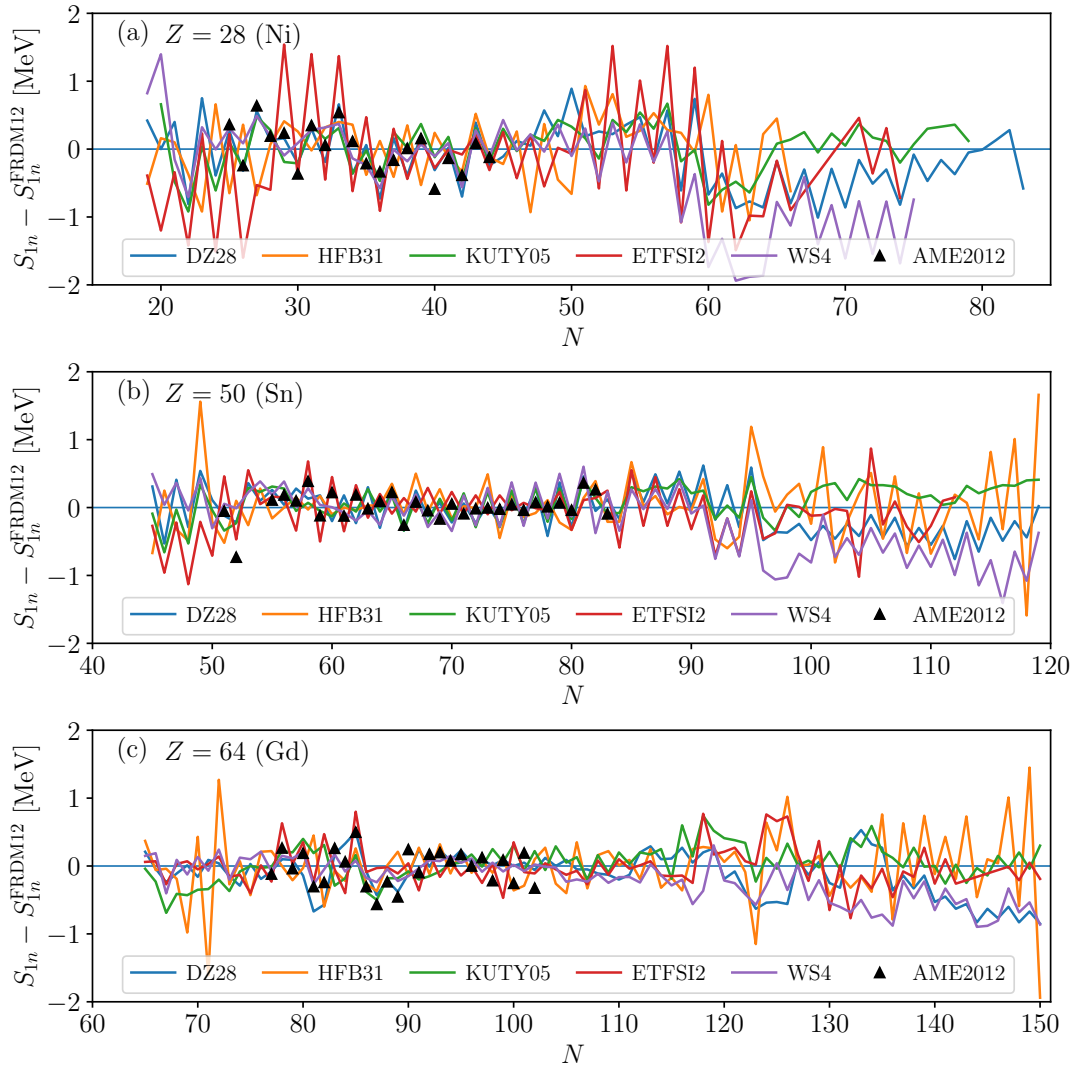 (a) Z = 28 (Ni)
S₁ₙ − S₁ₙ^FRDM12 [MeV]
2
1
0
−1
−2
DZ28 HFB31 KUTY05 ETFSI2 WS4 AME2012
20 30 40 50 60 70 80
N
(b) Z = 50 (Sn)
S₁ₙ − S₁ₙ^FRDM12 [MeV]
2
1
0
−1
−2
DZ28 HFB31 KUTY05 ETFSI2 WS4 AME2012
40 50 60 70 80 90 100 110 120
N
(c) Z = 64 (Gd)
S₁ₙ − S₁ₙ^FRDM12 [MeV]
2
1
0
−1
−2
DZ28 HFB31 KUTY05 ETFSI2 WS4 AME2012
60 70 80 90 100 110 120 130 140 150
N